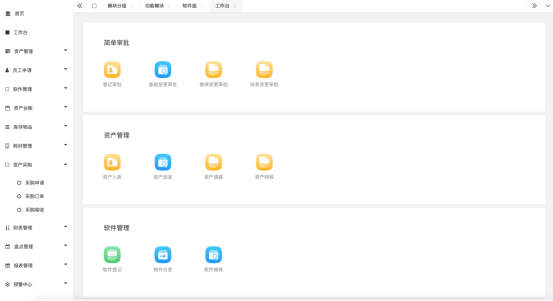 首页
工作台
资产管理
员工申请
软件管理
资产台账
库存物品
耗材管理
资产采购
采购申请
采购订单
采购验收
财务管理
盘点管理
报表管理
预警中心
模块分组
功能模块
软件库
工作台
简单审批
登记审批
基础变更审批
维保变更审批
财务变更审批
资产管理
资产入库
资产派发
资产调拨
资产转移
软件管理
软件登记
软件分发
软件维保